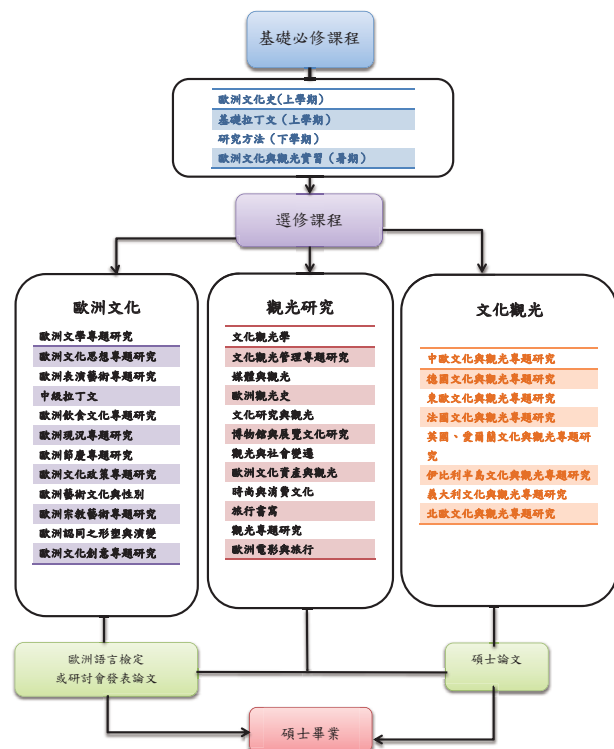 基礎必修課程
歐洲文化史(上學期)
基礎拉丁文（上學期）
研究方法（下學期）
歐洲文化與觀光實習（暑期）
選修課程
歐洲文化
歐洲文學專題研究
歐洲文化思想專題研究
歐洲表演藝術專題研究
中級拉丁文
歐洲飲食文化專題研究
歐洲現況專題研究
歐洲節慶專題研究
歐洲文化政策專題研究
歐洲藝術文化與性別
歐洲宗教藝術專題研究
歐洲認同之形塑與演變
歐洲文化創意專題研究
觀光研究
文化觀光學
文化觀光管理專題研究
媒體與觀光
歐洲觀光史
文化研究與觀光
博物館與展覽文化研究
觀光與社會變遷
歐洲文化資產與觀光
時尚與消費文化
旅行書寫
觀光專題研究
歐洲電影與旅行
文化觀光
中歐文化與觀光專題研究
德國文化與觀光專題研究
東歐文化與觀光專題研究
法國文化與觀光專題研究
英國、愛爾蘭文化與觀光專題研
究
伊比利半島文化與觀光專題研究
義大利文化與觀光專題研究
北歐文化與觀光專題研究
歐洲語言檢定
或研討會發表論文
碩士論文
碩士畢業